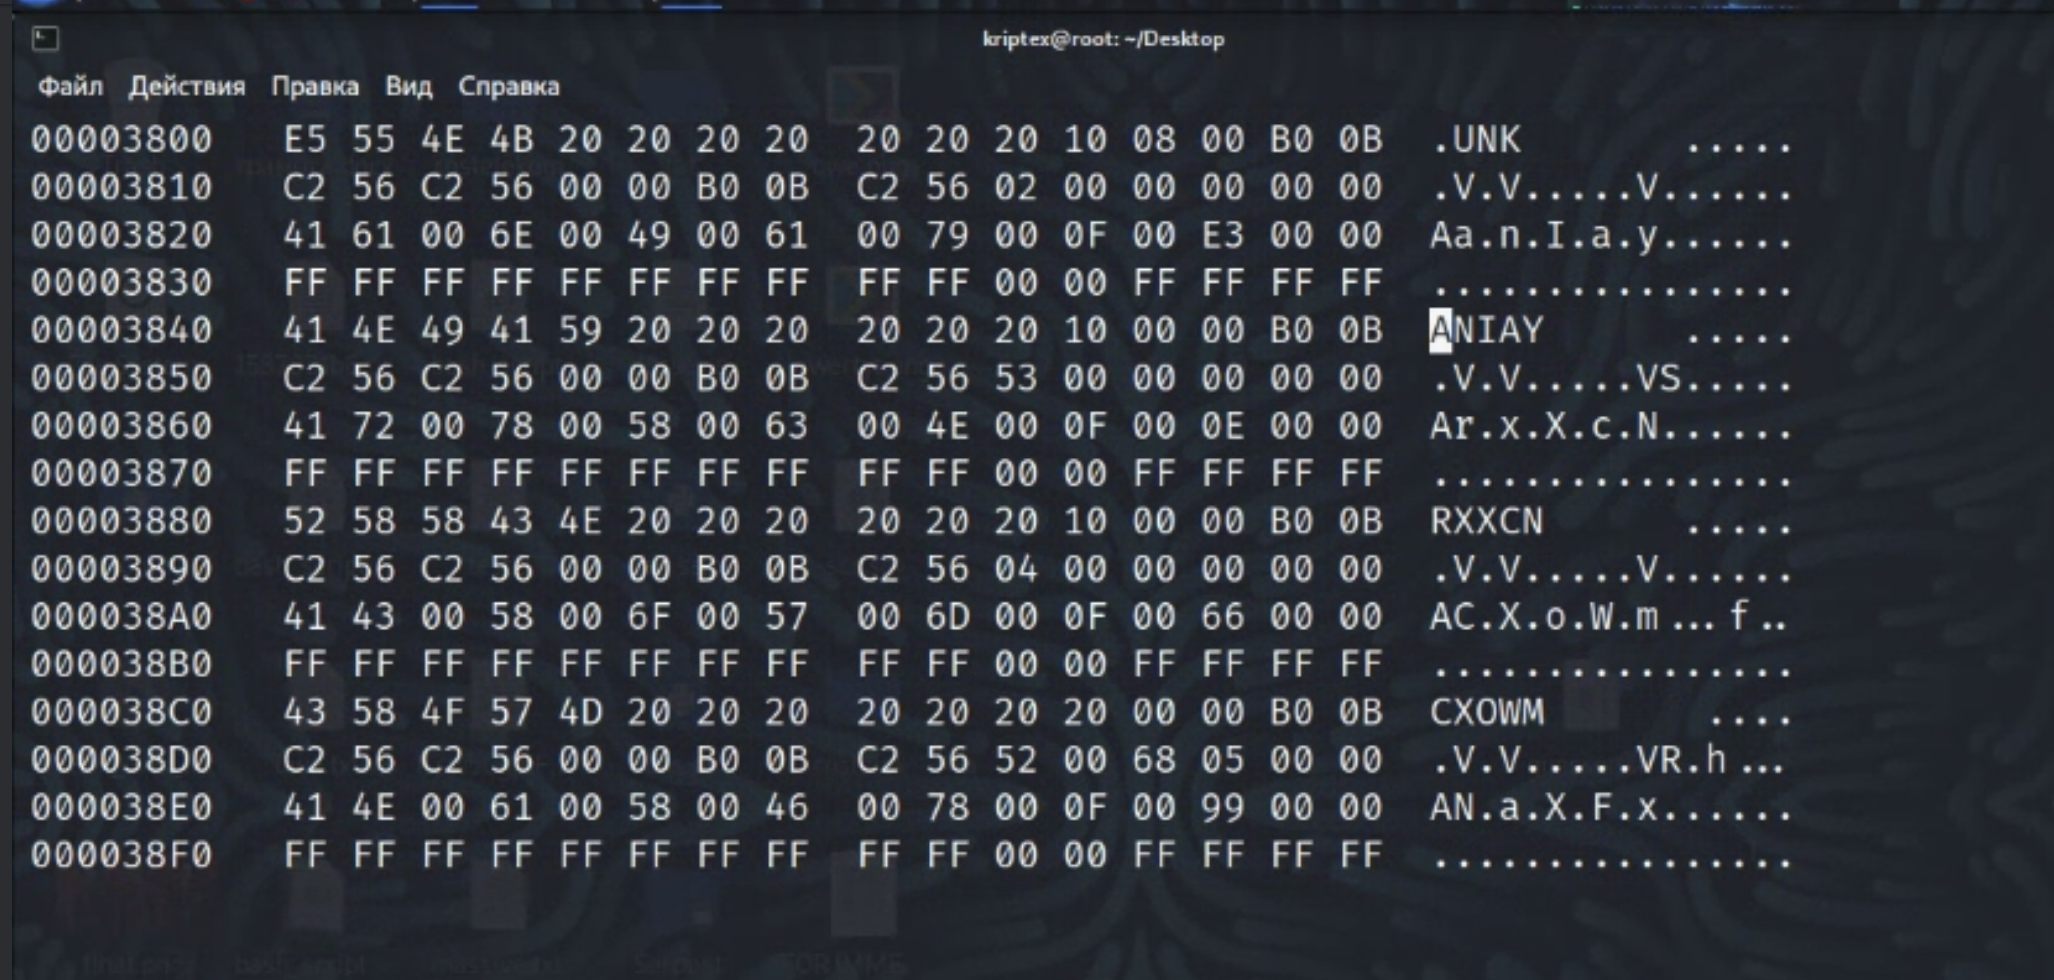 kriptex@root: ~/Desktop
Файл Действия Правка Вид Справка
00003800 E5 55 4E 4B 20 20 20 20 20 20 20 10 08 00 B0 0B .UNK .....
00003810 C2 56 C2 56 00 00 B0 0B C2 56 02 00 00 00 00 00 .V.V.....V......
00003820 41 61 00 6E 00 49 00 61 00 79 00 0F 00 E3 00 00 Aa.n.I.a.y......
00003830 FF FF FF FF FF FF FF FF FF FF 00 00 FF FF FF FF ................
00003840 41 4E 49 41 59 20 20 20 20 20 20 10 00 00 B0 0B ANIAY .....
00003850 C2 56 C2 56 00 00 B0 0B C2 56 53 00 00 00 00 00 .V.V.....VS.....
00003860 41 72 00 78 00 58 00 63 00 4E 00 0F 00 0E 00 00 Ar.x.X.c.N......
00003870 FF FF FF FF FF FF FF FF FF FF 00 00 FF FF FF FF ................
00003880 52 58 58 43 4E 20 20 20 20 20 20 10 00 00 B0 0B RXXCN .....
00003890 C2 56 C2 56 00 00 B0 0B C2 56 04 00 00 00 00 00 .V.V.....V......
000038A0 41 43 00 58 00 6F 00 57 00 6D 00 0F 00 66 00 00 AC.X.o.W.m...f..
000038B0 FF FF FF FF FF FF FF FF FF FF 00 00 FF FF FF FF ................
000038C0 43 58 4F 57 4D 20 20 20 20 20 20 20 00 00 B0 0B CXOWM ....
000038D0 C2 56 C2 56 00 00 B0 0B C2 56 52 00 68 05 00 00 .V.V.....VR.h...
000038E0 41 4E 00 61 00 58 00 46 00 78 00 0F 00 99 00 00 AN.a.X.F.x......
000038F0 FF FF FF FF FF FF FF FF FF FF 00 00 FF FF FF FF ................